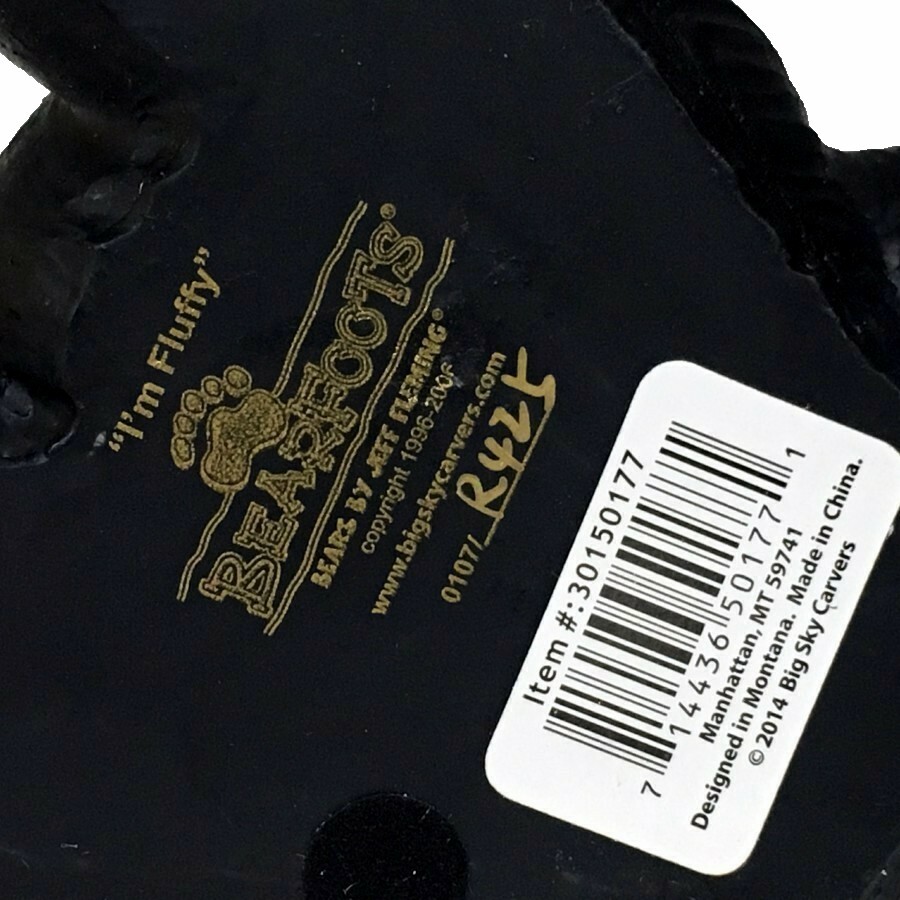 "I'm Fluffy"
BEARFOOTS®
BEARS BY JEFF FLEMING®
copyright 1996-2006
www.bigskycarvers.com
0107/ R425
Item #:30150177
7 14436 50177 1
Manhattan, MT 59741
Designed in Montana. Made in China.
© 2014 Big Sky Carvers